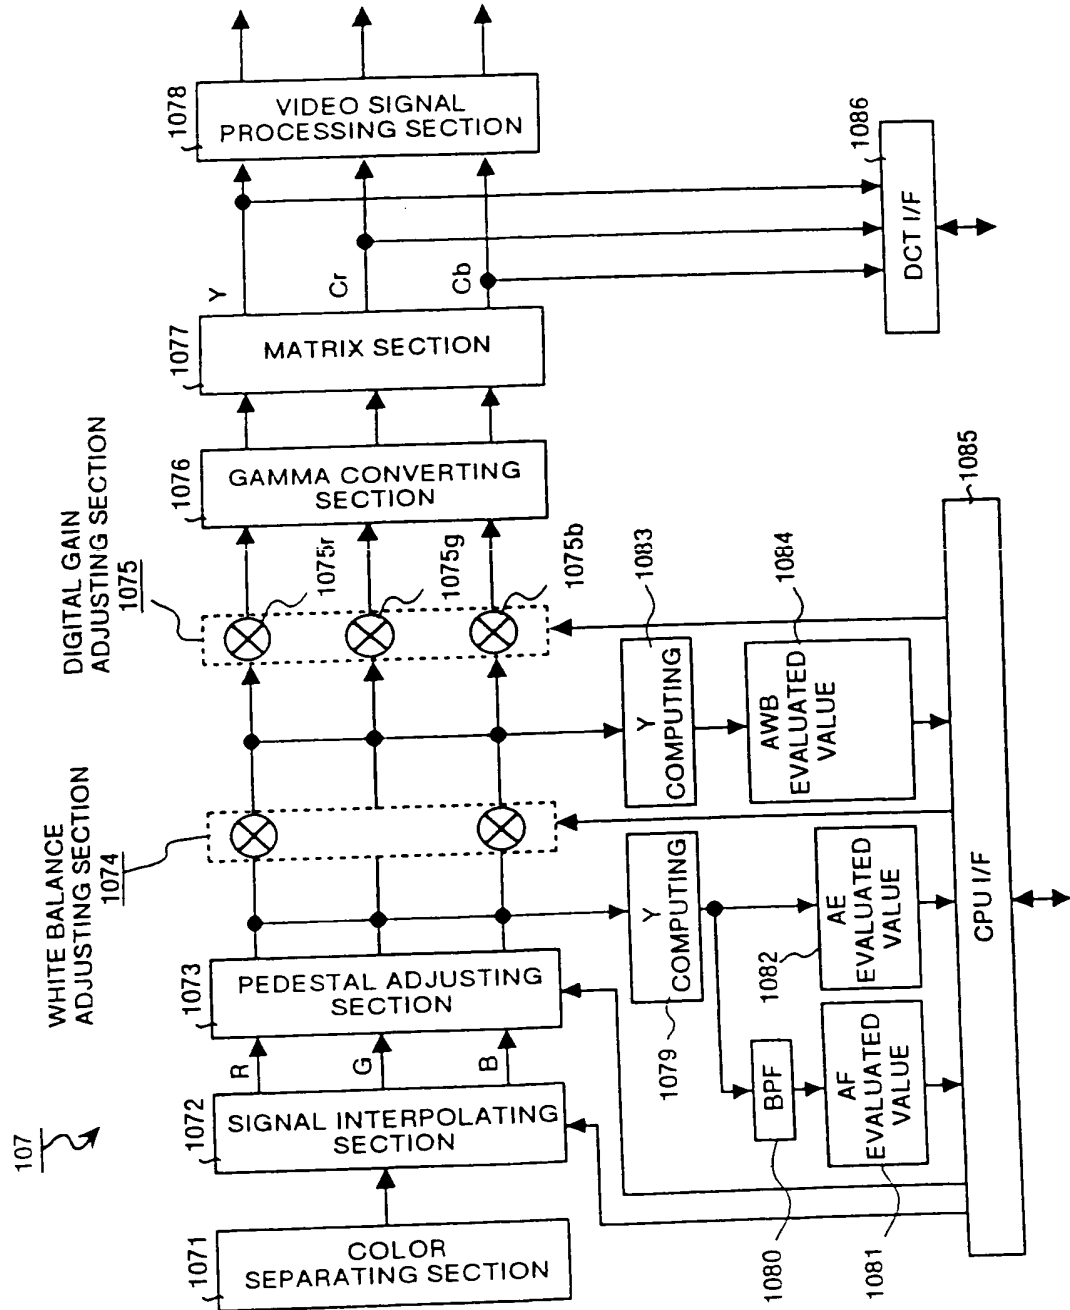 107
COLOR
SEPARATING SECTION
1071
SIGNAL INTERPOLATING
SECTION
1072
R
G
B
PEDESTAL ADJUSTING
SECTION
1073
WHITE BALANCE
ADJUSTING SECTION
1074
DIGITAL GAIN
ADJUSTING SECTION
1075
1075r
1075g
1075b
GAMMA CONVERTING
SECTION
1076
MATRIX SECTION
1077
Y
Cr
Cb
VIDEO SIGNAL
PROCESSING SECTION
1078
Y
COMPUTING
1079
BPF
1080
AF
EVALUATED
VALUE
1081
AE
EVALUATED
VALUE
1082
Y
COMPUTING
1083
AWB
EVALUATED
VALUE
1084
CPU I/F
1085
DCT I/F
1086